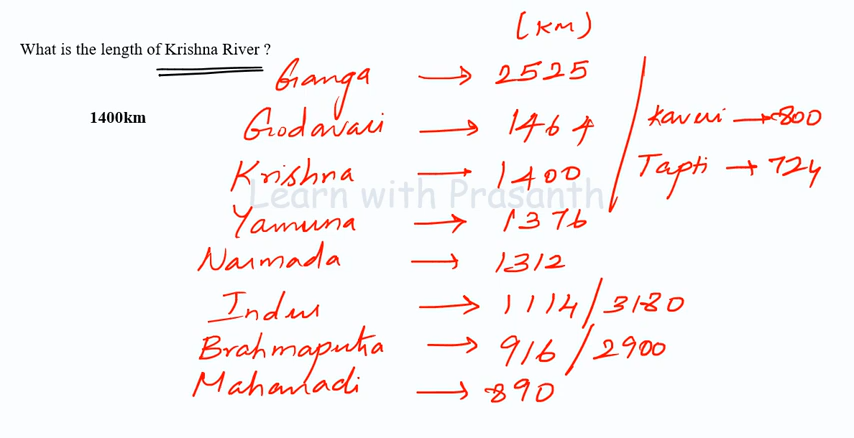 (KM)
What is the length of Krishna River ?
Ganga → 2525
1400km
Godavari → 1464 / Kaveri → 800
Krishna → 1400 / Tapti → 724
Learn with Prasanth
Yamuna → 1376
Narmada → 1312
Indus → 1114/3180
Brahmaputra → 916/2900
Mahanadi → 890